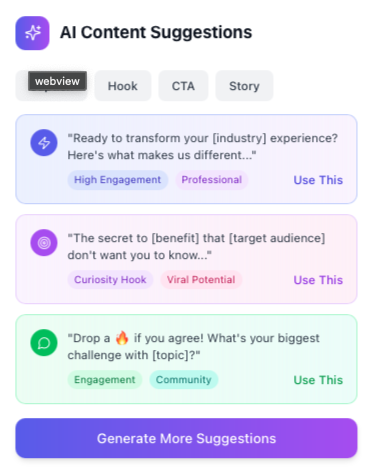 AI Content Suggestions
webview
Hook
CTA
Story
"Ready to transform your [industry] experience?
Here's what makes us different..."
High Engagement
Professional
Use This
"The secret to [benefit] that [target audience]
don't want you to know..."
Curiosity Hook
Viral Potential
Use This
"Drop a 🔥 if you agree! What's your biggest
challenge with [topic]?"
Engagement
Community
Use This
Generate More Suggestions